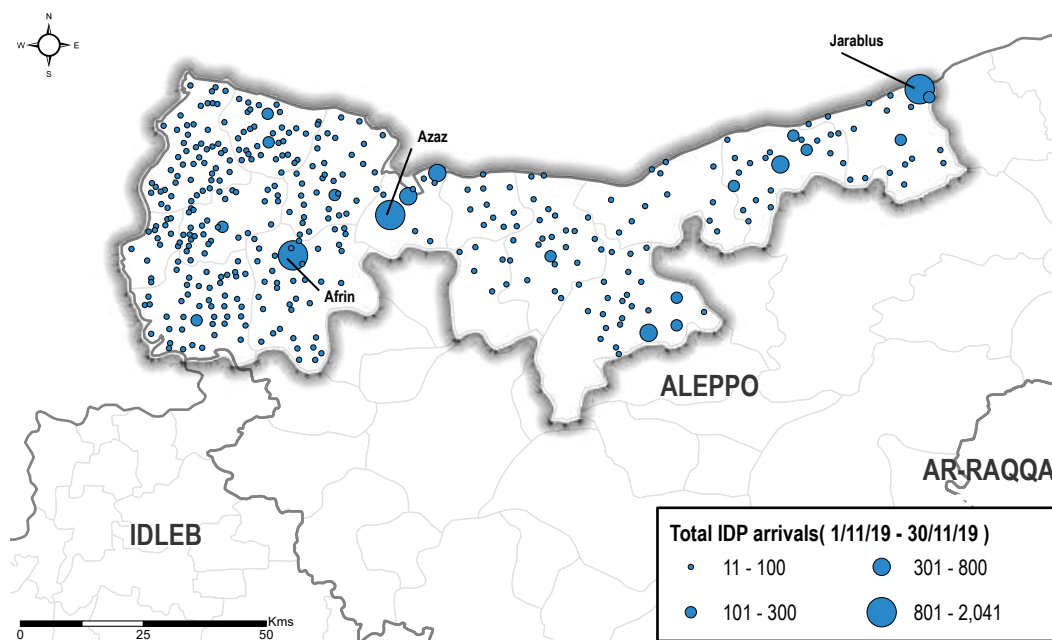 N
W E
S
Jarablus
Azaz
Afrin
ALEPPO
AR-RAQQA
IDLEB
Total IDP arrivals( 1/11/19 - 30/11/19 )
11 - 100
301 - 800
101 - 300
801 - 2,041
Kms
0 25 50